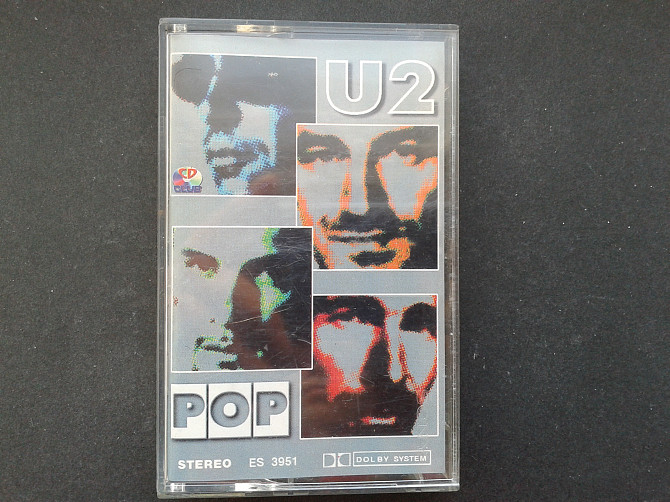 U2
CD
CLUB
POP
STEREO ES 3951 DOLBY SYSTEM